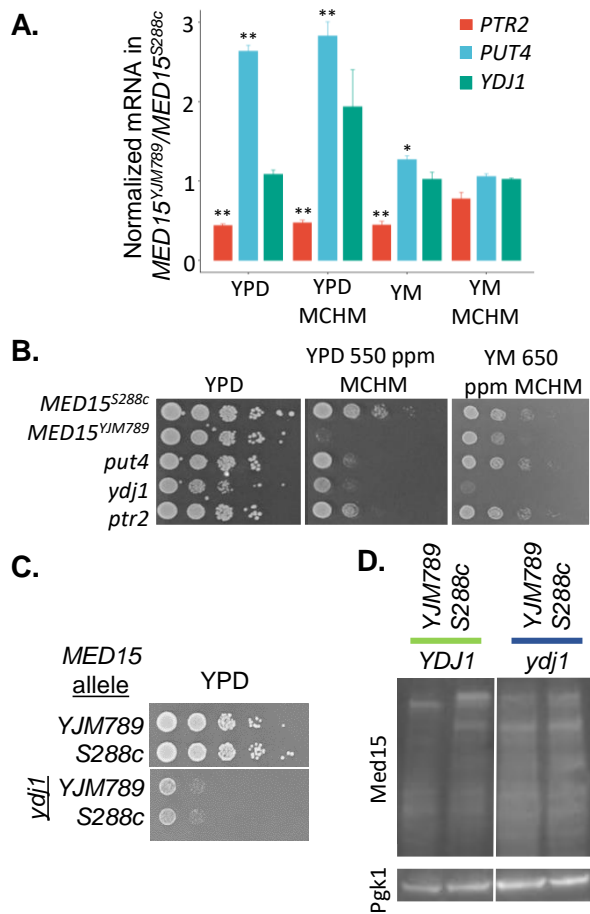 A.
Normalized mRNA in
MED15YJM789/MED15S288c
3
2
1
0
** ** ** ** ** *
PTR2
PUT4
YDJ1
YPD
YPD
MCHM
YM
YM
MCHM
B.
YPD
YPD 550 ppm
MCHM
YM 650
ppm MCHM
MED15S288c
MED15YJM789
put4
ydj1
ptr2
C.
MED15
allele
YPD
YJM789
S288c
ydj1
YJM789
S288c
D.
YJM789
S288c
YJM789
S288c
YDJ1
ydj1
Med15
Pgk1